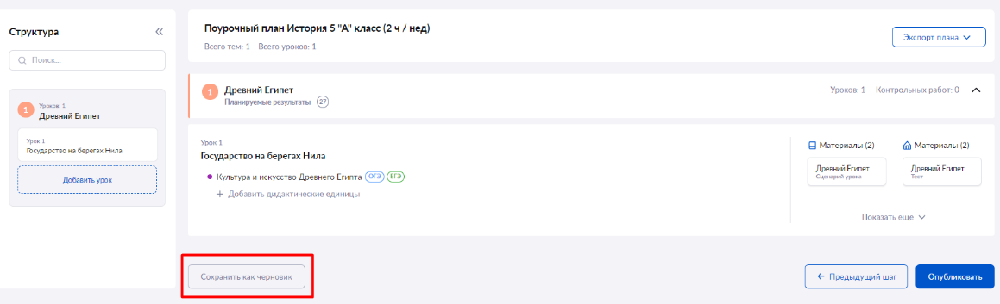 Структура
Поиск...
1
Уроков: 1
Древний Египет
Урок 1
Государство на берегах Нила
Добавить урок
Поурочный план История 5 "А" класс (2 ч / нед)
Всего тем: 1 Всего уроков: 1
Экспорт плана
1
Древний Египет
Планируемые результаты 27
Уроков: 1 Контрольных работ: 0
Урок 1
Государство на берегах Нила
Культура и искусство Древнего Египта ОГЭ ЕГЭ
+ Добавить дидактические единицы
Материалы (2)
Древний Египет
Сценарий урока
Материалы (2)
Древний Египет
Тест
Показать еще
Сохранить как черновик
← Предыдущий шаг
Опубликовать